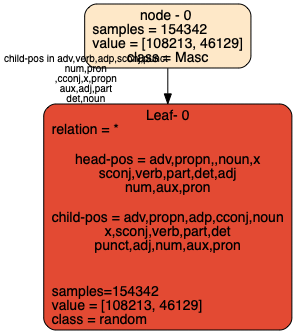 node - 0
samples = 154342
value = [108213, 46129]
class = Masc
child-pos in adv,verb,adp,sconj,punct
num,pron
,cconj,x,propn
aux,adj,part
det,noun
Leaf- 0
relation = *
head-pos = adv,propn,,noun,x
sconj,verb,part,det,adj
num,aux,pron
child-pos = adv,propn,adp,cconj,noun
x,sconj,verb,part,det
punct,adj,num,aux,pron
samples=154342
value = [108213, 46129]
class = random